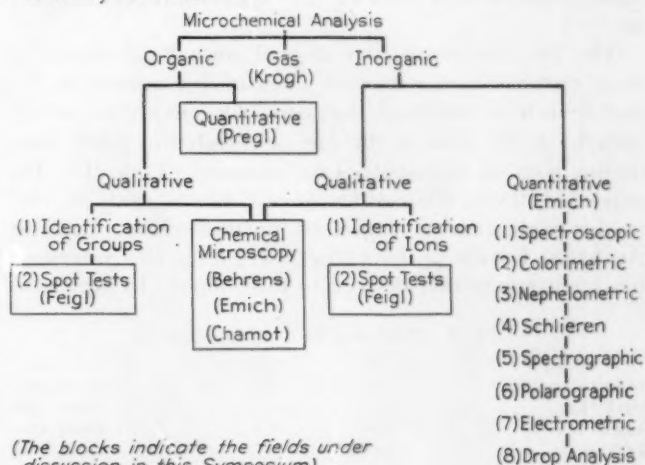 Microchemical Analysis
Organic
Gas
(Krogh)
Inorganic
Quantitative
(Pregl)
Qualitative
Qualitative
Quantitative
(Emich)
(1) Identification
of Groups
(2) Spot Tests
(Feigl)
Chemical
Microscopy
(Behrens)
(Emich)
(Chamot)
(1) Identification
of Ions
(2) Spot Tests
(Feigl)
(1) Spectroscopic
(2) Colorimetric
(3) Nephelometric
(4) Schlieren
(5) Spectrographic
(6) Polarographic
(7) Electrometric
(8) Drop Analysis
(The blocks indicate the fields under
discussion in this Symposium)